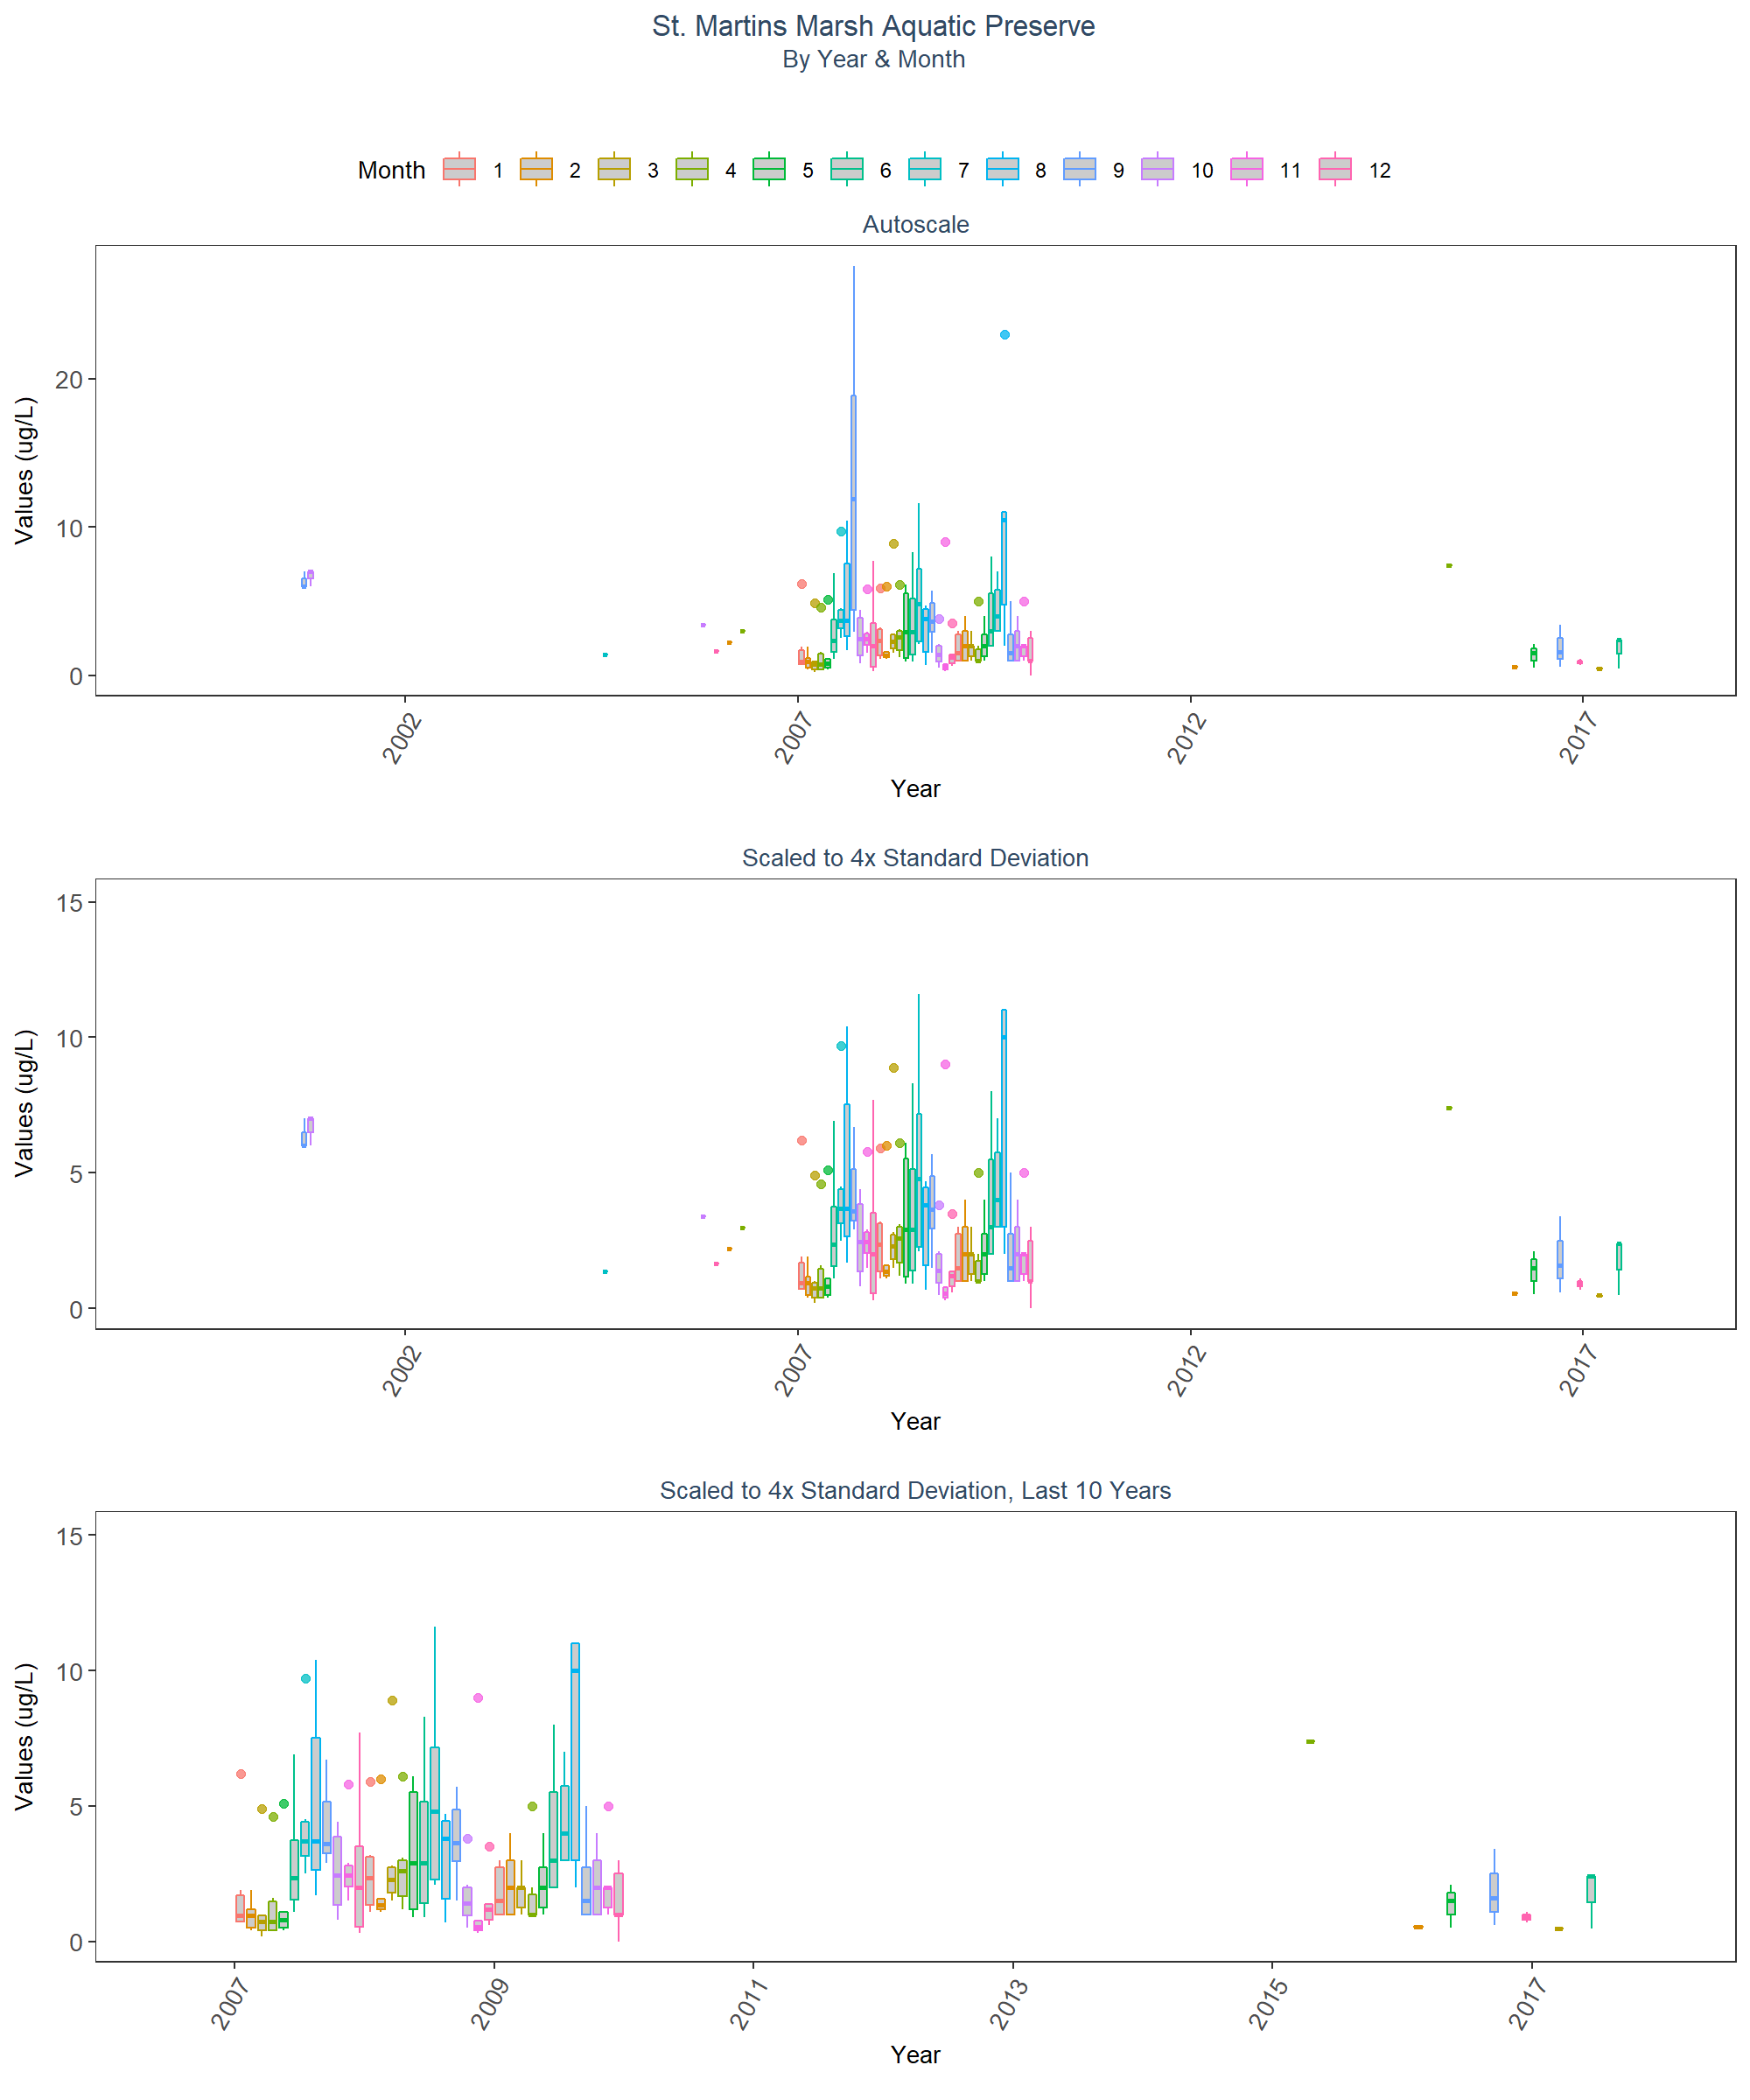 St. Martins Marsh Aquatic Preserve
By Year & Month
Month 1 2 3 4 5 6 7 8 9 10 11 12
Autoscale
Values (ug/L)
20
10
0
2002 2007 2012 2017
Year
Scaled to 4x Standard Deviation
Values (ug/L)
15
10
5
0
2002 2007 2012 2017
Year
Scaled to 4x Standard Deviation, Last 10 Years
Values (ug/L)
15
10
5
0
2007 2009 2011 2013 2015 2017
Year